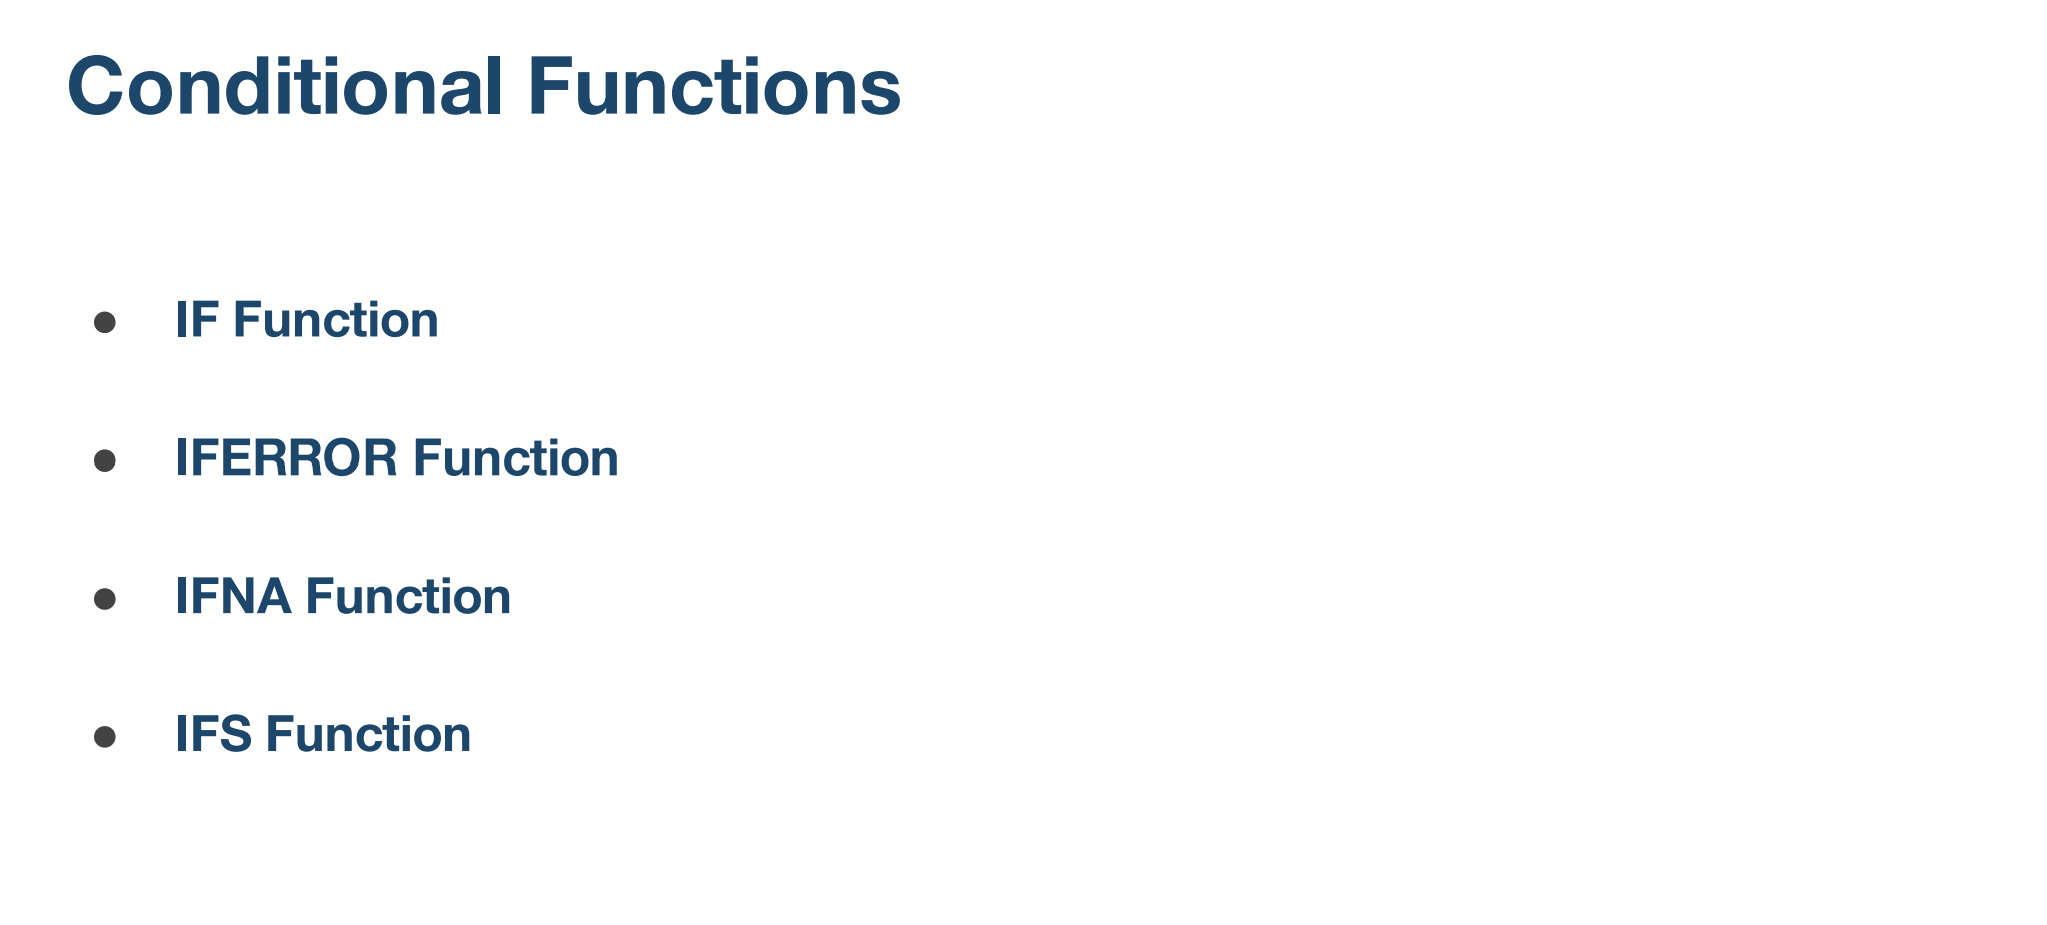 Conditional Functions
● IF Function
● IFERROR Function
● IFNA Function
● IFS Function